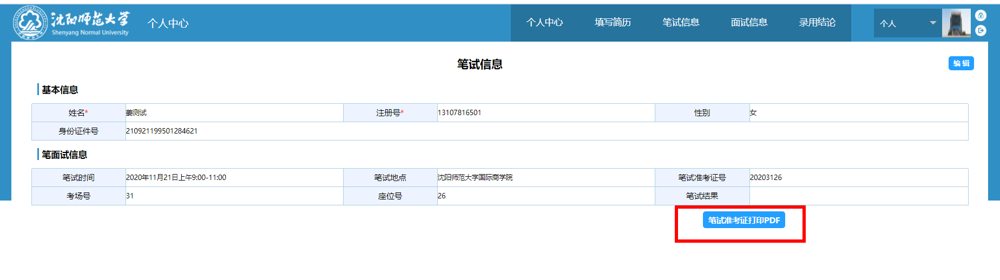 沈阳师范大学
Shenyang Normal University
个人中心
个人中心 填写简历 笔试信息 面试信息 录用结论
个人
笔试信息
编 辑
基本信息
姓名* 姜测试 注册号* 13107816501 性别 女
身份证件号 210921199501284621
笔面试信息
笔试时间 2020年11月21日上午9:00-11:00 笔试地点 沈阳师范大学国际商学院 笔试准考证号 20203126
考场号 31 座位号 26 笔试结果
笔试准考证打印PDF